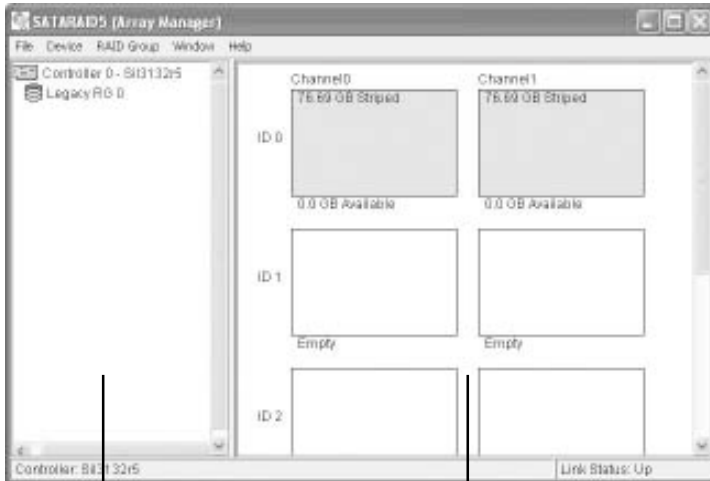 SATARAID5 (Array Manager)
File Device RAID Group Window Help
Controller 0 - SiI3132r5
Legacy RG 0
Channel0 Channel1
ID 0
76.69 GB Striped 76.69 GB Striped
0.0 GB Available 0.0 GB Available
ID 1
Empty Empty
ID 2
Controller: SiI3132r5 Link Status: Up